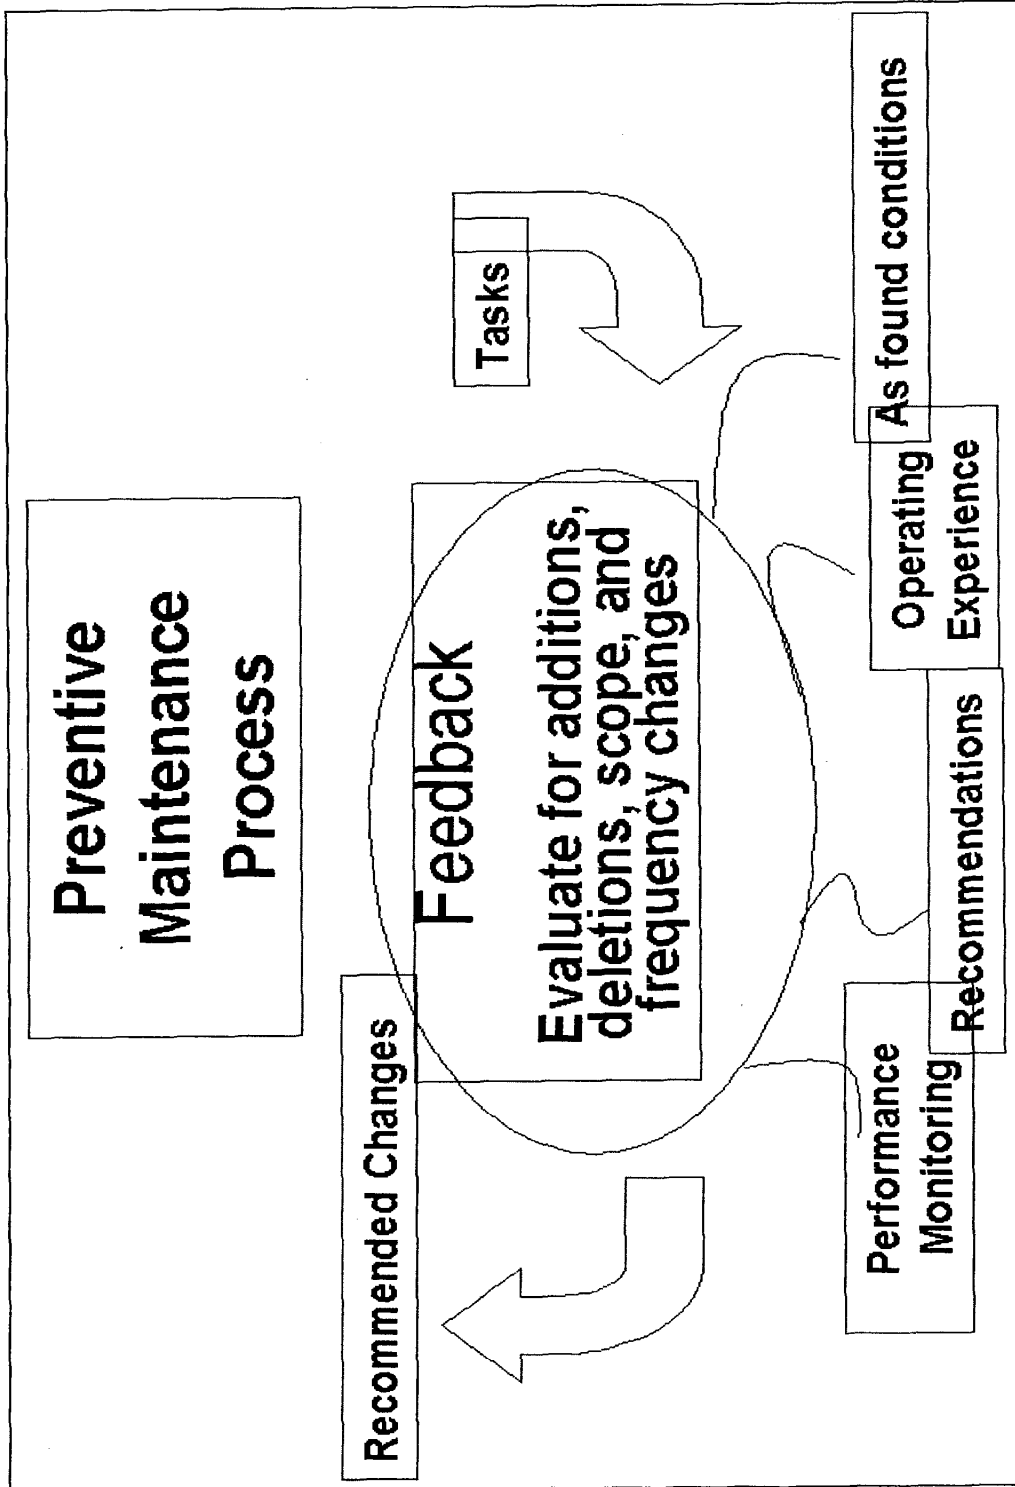 Preventive
Maintenance
Process
Recommended Changes
Feedback
Evaluate for additions,
deletions, scope, and
frequency changes
Tasks
Performance
Monitoring
Recommendations
Operating
Experience
As found conditions